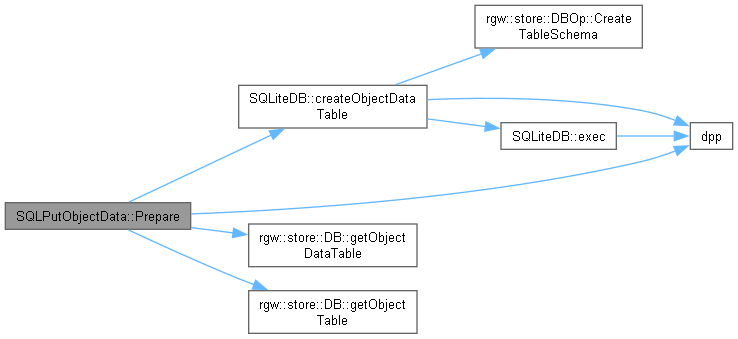 rgw::store::DBOp::Create
TableSchema
SQLiteDB::createObjectData
Table
SQLiteDB::exec
dpp
SQLPutObjectData::Prepare
rgw::store::DB::getObject
DataTable
rgw::store::DB::getObject
Table